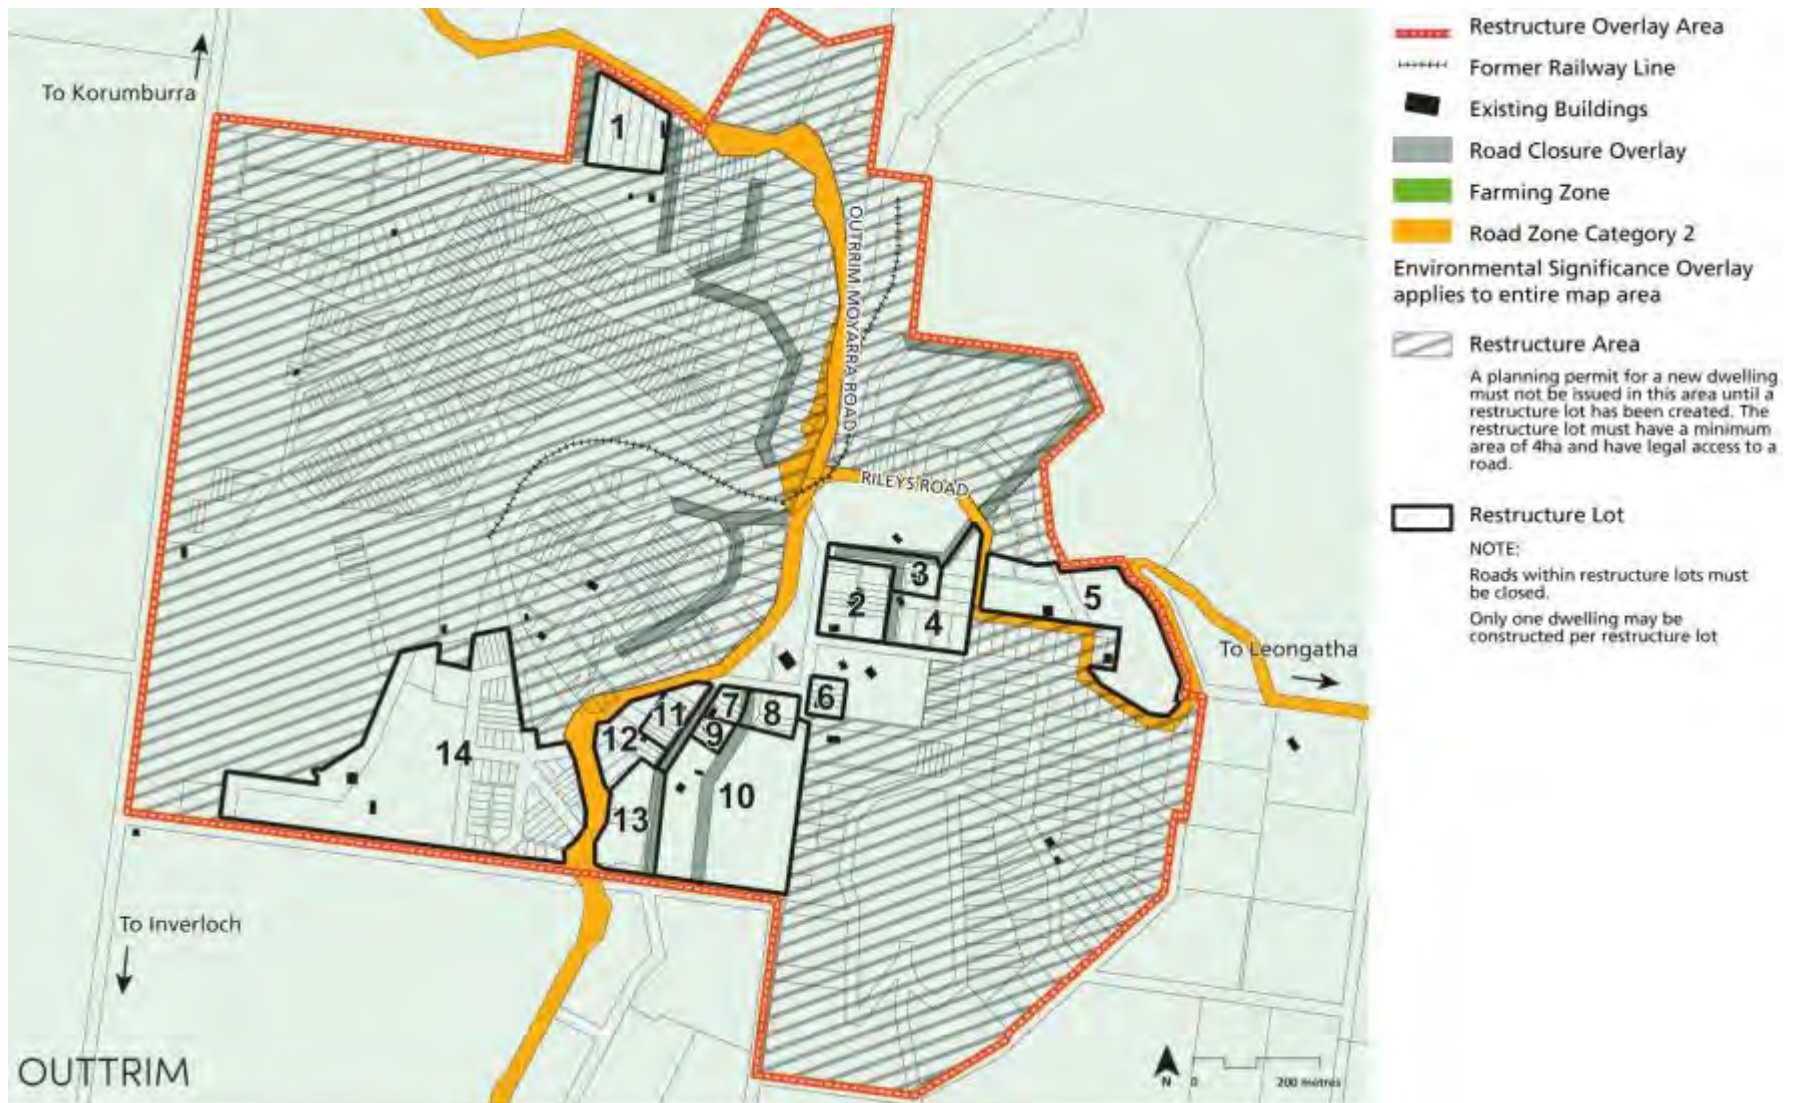 To Korumburra
1
OUTRIM MOYARRA ROAD
RILEYS ROAD
3
2
4
5
To Leongatha
6
7
8
11
9
12
14
10
13
To Inverloch
OUTTRIM
N
0
200 metres
Restructure Overlay Area
Former Railway Line
Existing Buildings
Road Closure Overlay
Farming Zone
Road Zone Category 2
Environmental Significance Overlay
applies to entire map area
Restructure Area
A planning permit for a new dwelling
must not be issued in this area until a
restructure lot has been created. The
restructure lot must have a minimum
area of 4ha and have legal access to a
road.
Restructure Lot
NOTE:
Roads within restructure lots must
be closed.
Only one dwelling may be
constructed per restructure lot